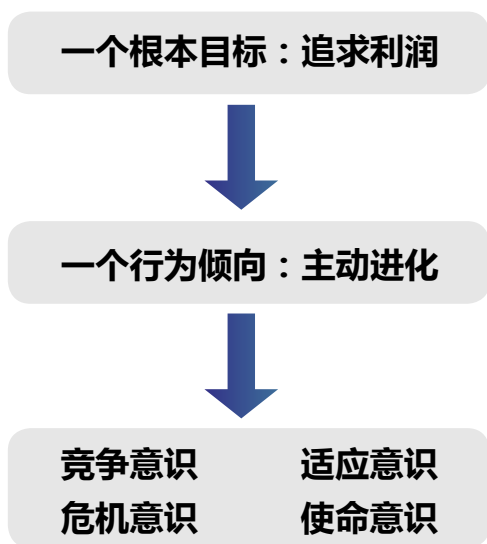 一个根本目标：追求利润
一个行为倾向：主动进化
竞争意识 适应意识
危机意识 使命意识